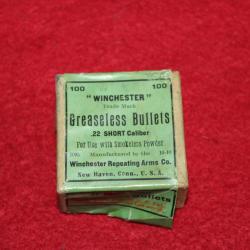 100 100
"WINCHESTER"
Trade Mark
Greaseless Bullets
.22 SHORT Caliber
For Use with Smokeless Powder
Manufactured by the
Winchester Repeating Arms Co.
New Haven, Conn., U. S. A.
Bullets